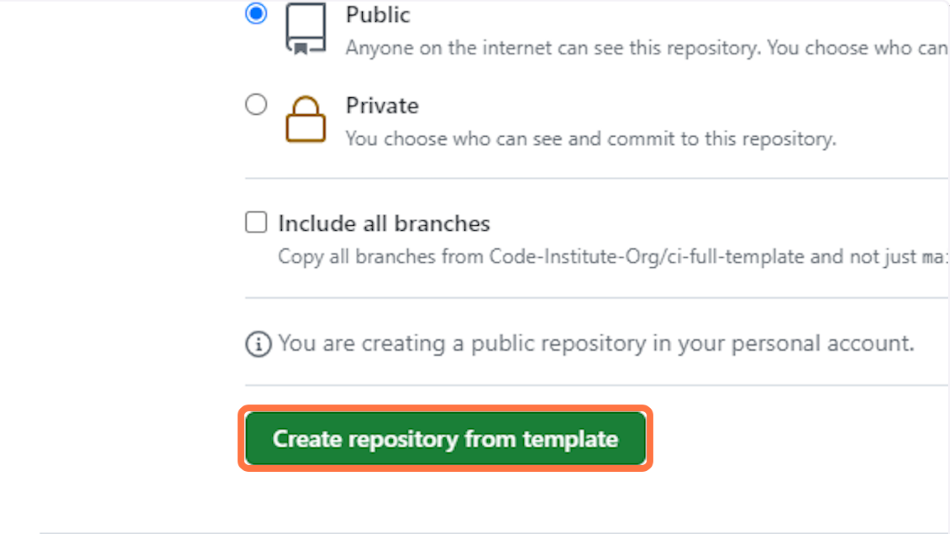 Public
Anyone on the internet can see this repository. You choose who can
Private
You choose who can see and commit to this repository.
Include all branches
Copy all branches from Code-Institute-Org/ci-full-template and not just
You are creating a public repository in your personal account.
Create repository from template